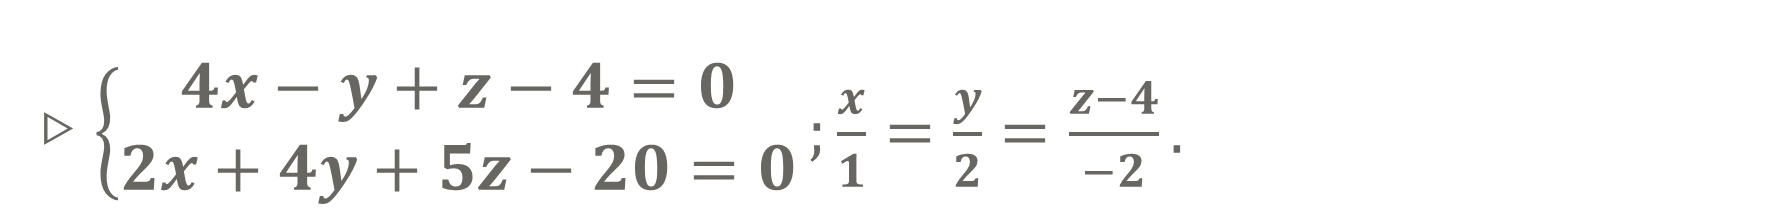 ▷ { 4x − y + z − 4 = 0
2x + 4y + 5z − 20 = 0 ; x/1 = y/2 = z−4/−2 .